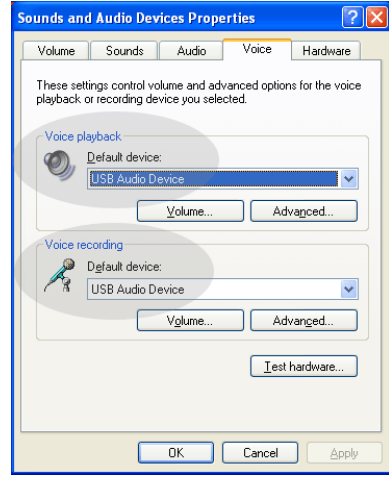 Sounds and Audio Devices Properties
Volume Sounds Audio Voice Hardware
These settings control volume and advanced options for the voice
playback or recording device you selected.
Voice playback
Default device:
USB Audio Device
Volume... Advanced...
Voice recording
Default device:
USB Audio Device
Volume... Advanced...
Test hardware...
OK Cancel Apply